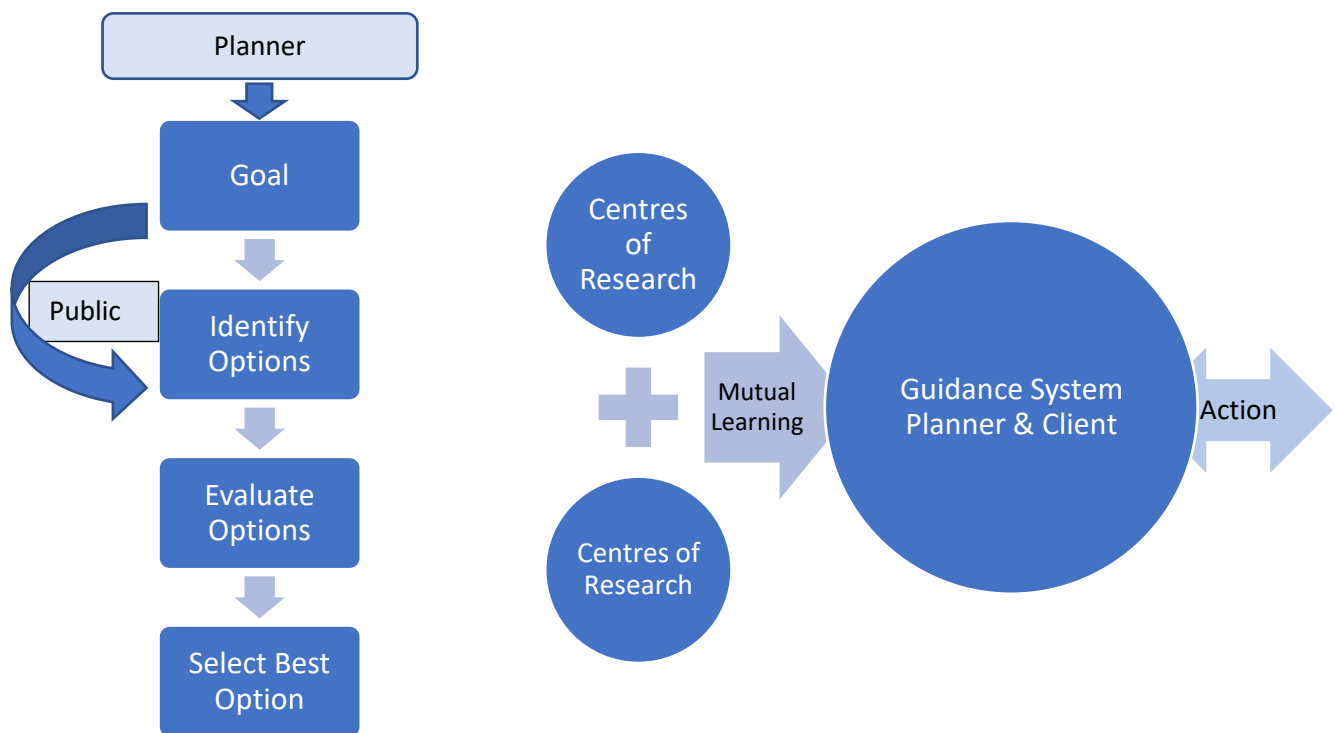 Planner
Goal
Public
Identify
Options
Evaluate
Options
Select Best
Option
Centres
of
Research
Centres of
Research
Mutual
Learning
Guidance System
Planner & Client
Action